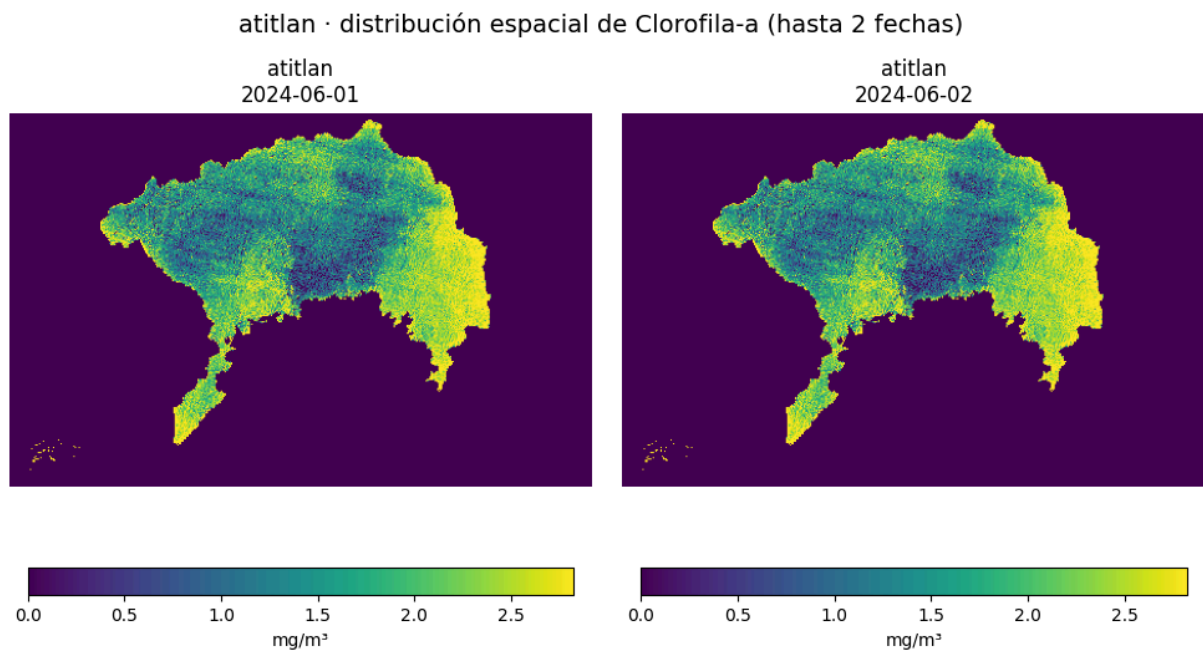 atitlan · distribución espacial de Clorofila-a (hasta 2 fechas)
atitlan
2024-06-01
atitlan
2024-06-02
0.0 0.5 1.0 1.5 2.0 2.5
mg/m³
0.0 0.5 1.0 1.5 2.0 2.5
mg/m³